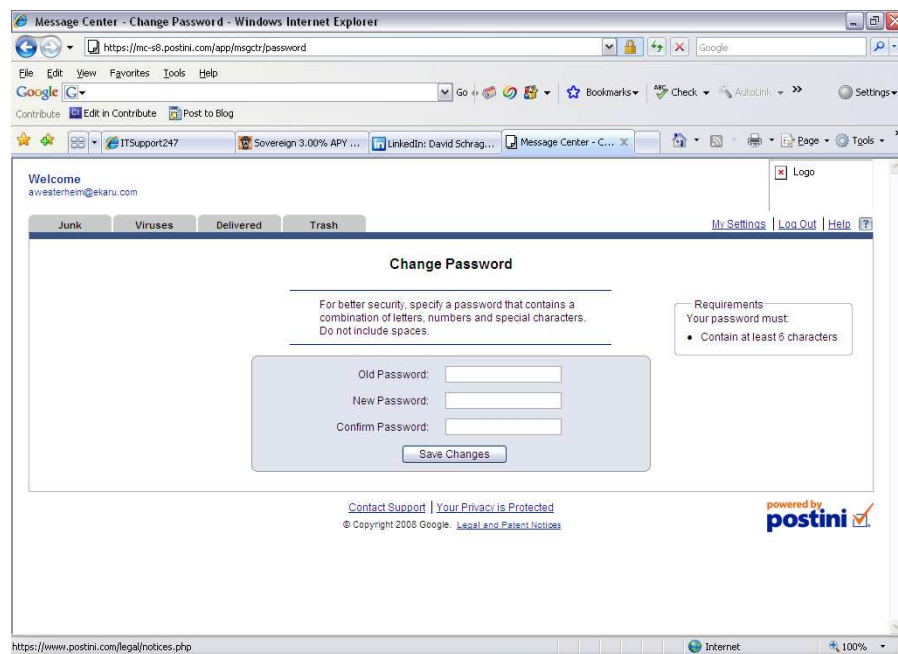 Message Center - Change Password - Windows Internet Explorer
https://mc-s8.postini.com/app/msgctr/password
Google
File Edit View Favorites Tools Help
Google G Go Bookmarks ABC Check AutoLink >> Settings
Contribute Edit in Contribute Post to Blog
ITSupport247 Sovereign 3.00% APY ... LinkedIn: David Schrag... Message Center - C... X Page Tools
Welcome
awesterheim@ekaru.com
Logo
Junk Viruses Delivered Trash My Settings | Log Out | Help ?
Change Password
For better security, specify a password that contains a
combination of letters, numbers and special characters.
Do not include spaces.
Requirements
Your password must:
• Contain at least 6 characters
Old Password:
New Password:
Confirm Password:
Save Changes
Contact Support | Your Privacy is Protected
© Copyright 2008 Google. Legal and Patent Notices
powered by
postini
https://www.postini.com/legal/notices.php Internet 100%